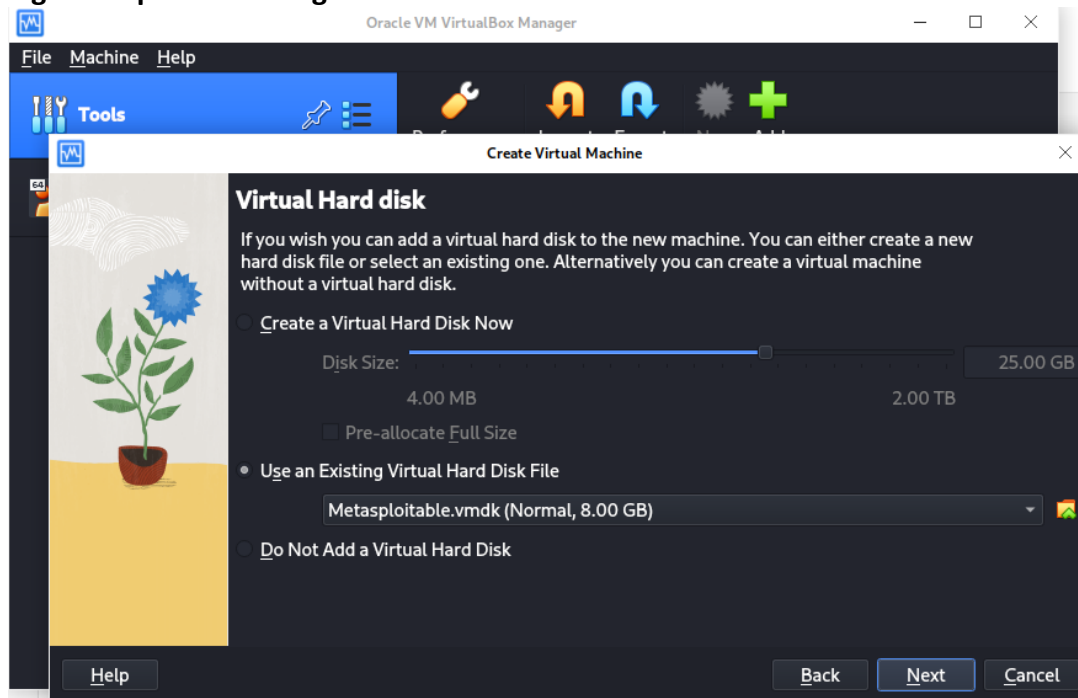 Oracle VM VirtualBox Manager
File Machine Help
Tools
Create Virtual Machine
64
Virtual Hard disk
If you wish you can add a virtual hard disk to the new machine. You can either create a new
hard disk file or select an existing one. Alternatively you can create a virtual machine
without a virtual hard disk.
Create a Virtual Hard Disk Now
Disk Size:
25.00 GB
4.00 MB 2.00 TB
Pre-allocate Full Size
Use an Existing Virtual Hard Disk File
Metasploitable.vmdk (Normal, 8.00 GB)
Do Not Add a Virtual Hard Disk
Help Back Next Cancel